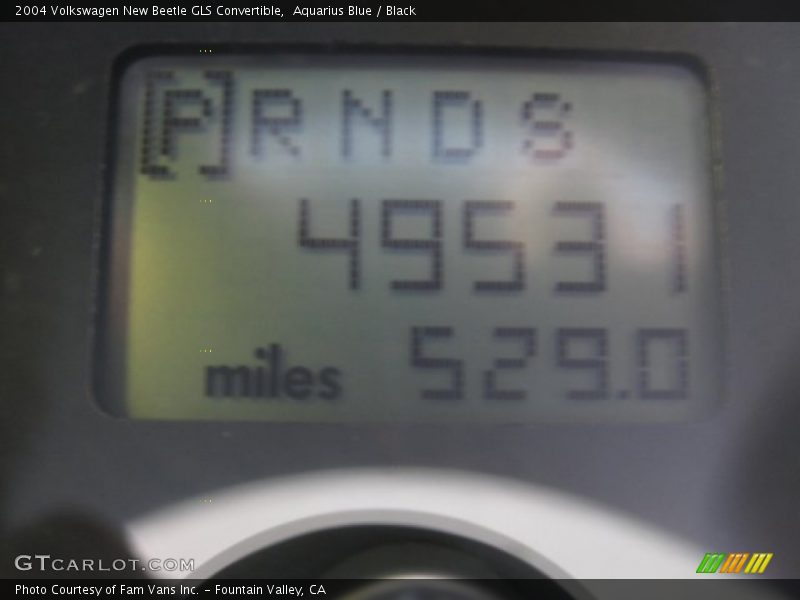 2004 Volkswagen New Beetle GLS Convertible,  Aquarius Blue / Black
[P] R N D S
49531
miles 529.0
GTCARLOT.COM
Photo Courtesy of Fam Vans Inc. - Fountain Valley, CA